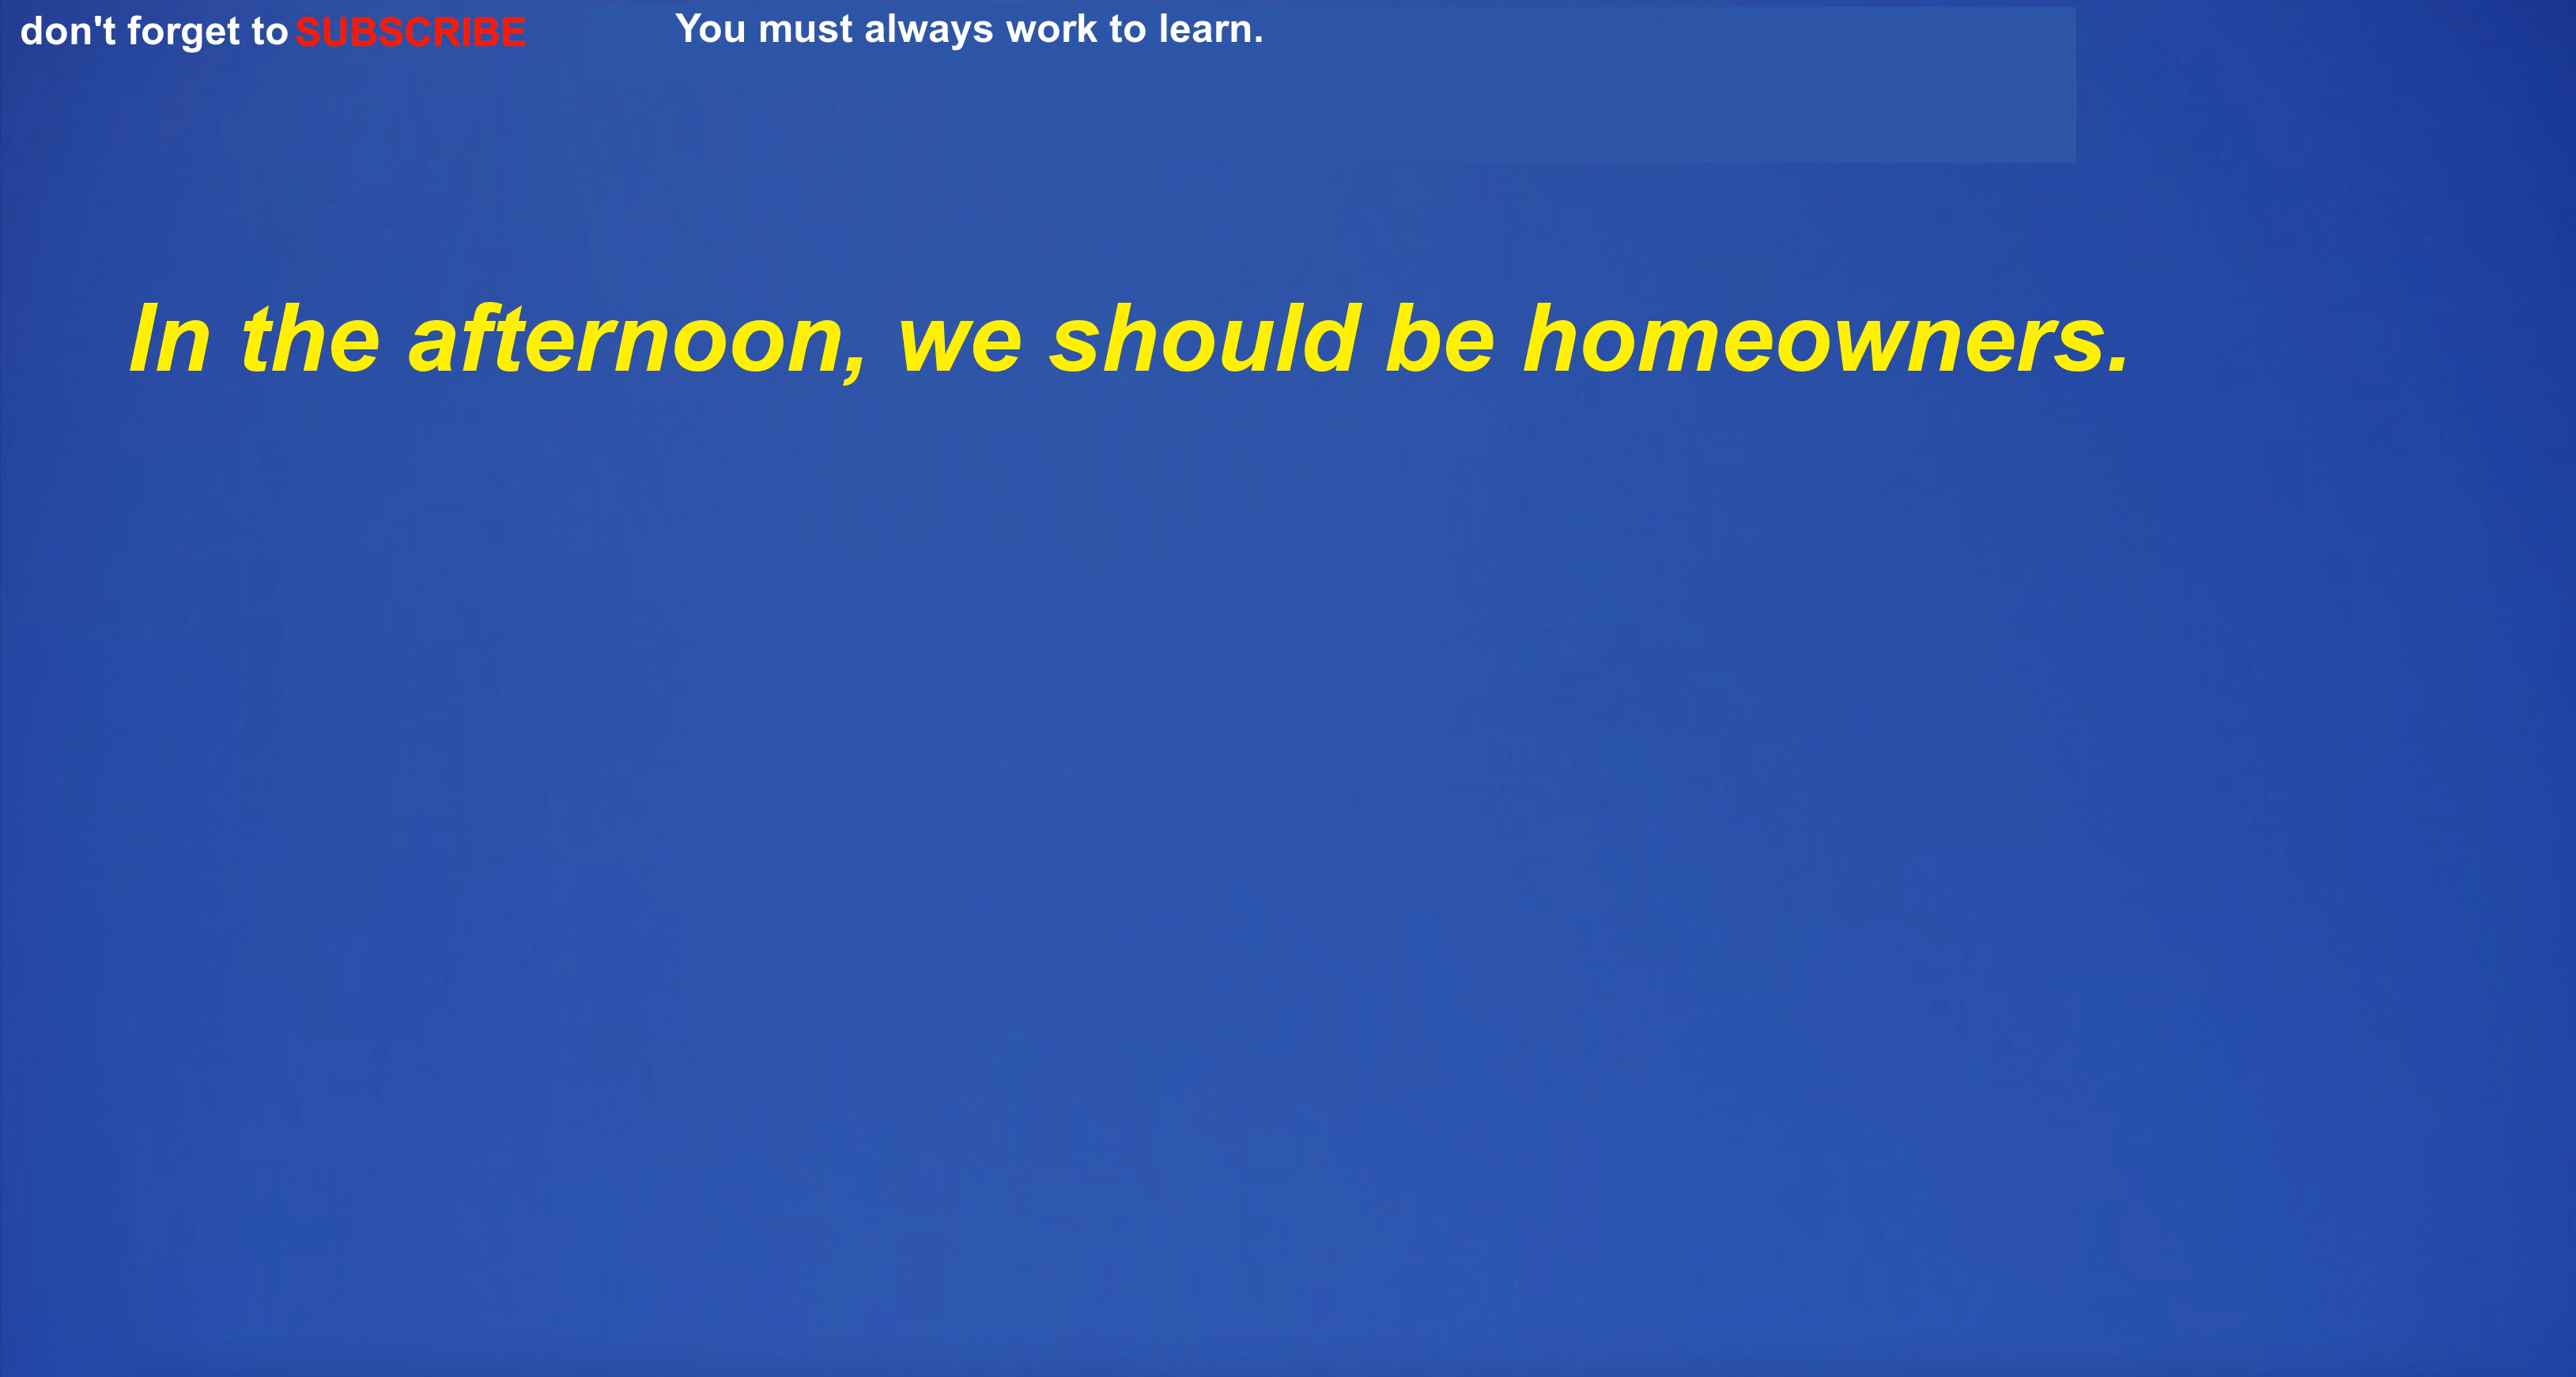 don't forget to SUBSCRIBE
You must always work to learn.
In the afternoon, we should be homeowners.